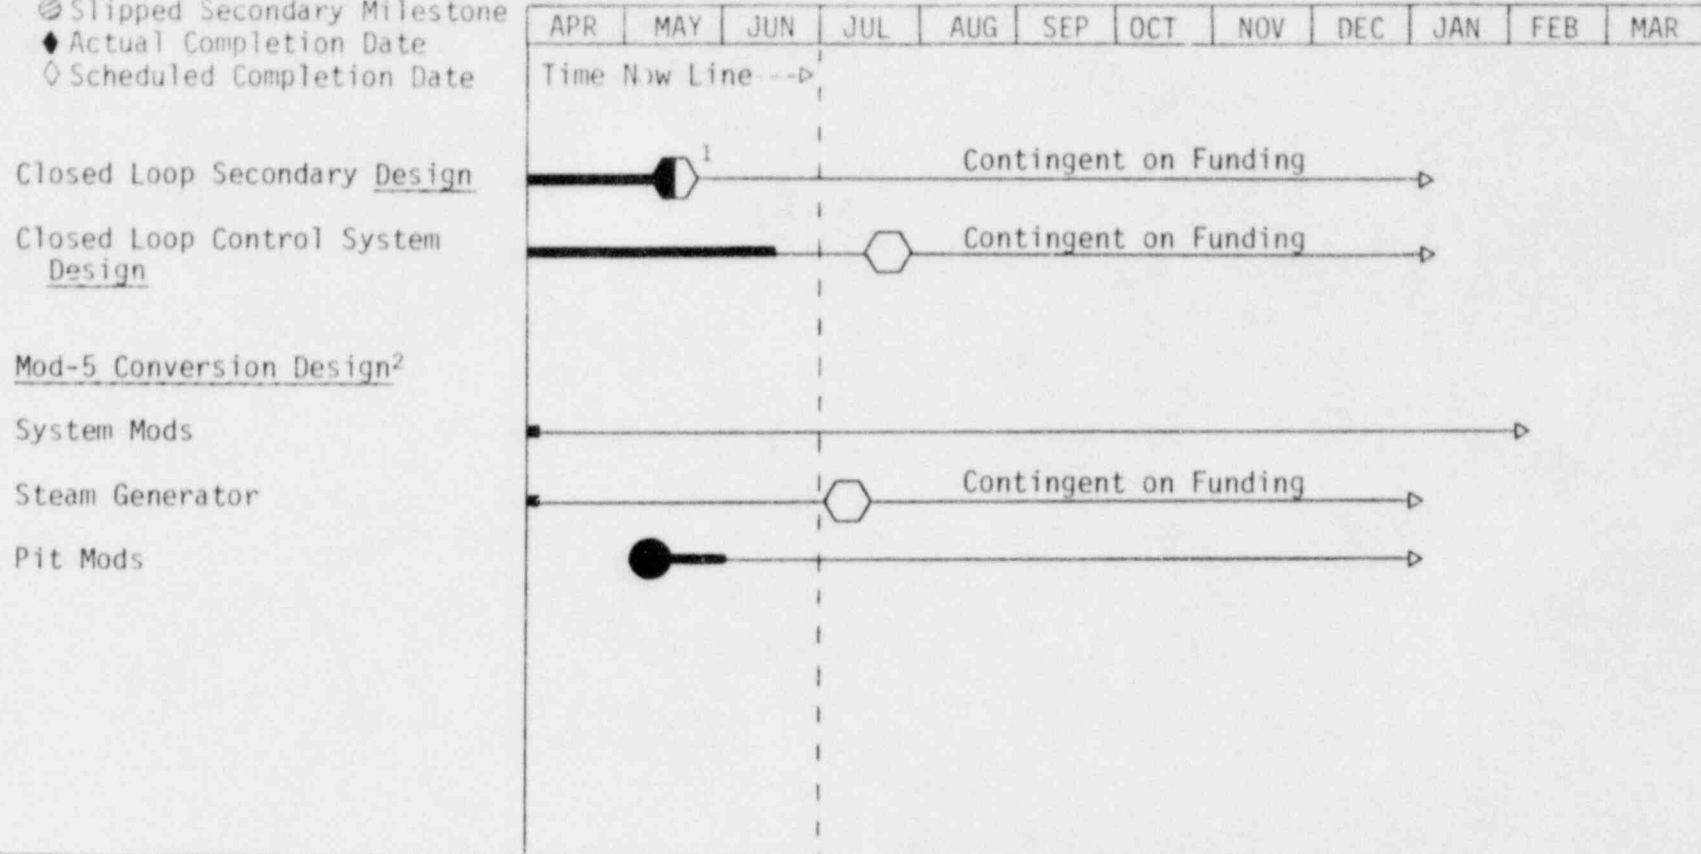 Slipped Secondary Milestone
Actual Completion Date
Scheduled Completion Date
APR MAY JUN JUL AUG SEP OCT NOV DEC JAN FEB MAR
Time Now Line
Closed Loop Secondary Design
1
Contingent on Funding
Closed Loop Control System
Design
Contingent on Funding
Mod-5 Conversion Design2
System Mods
Steam Generator
Contingent on Funding
Pit Mods